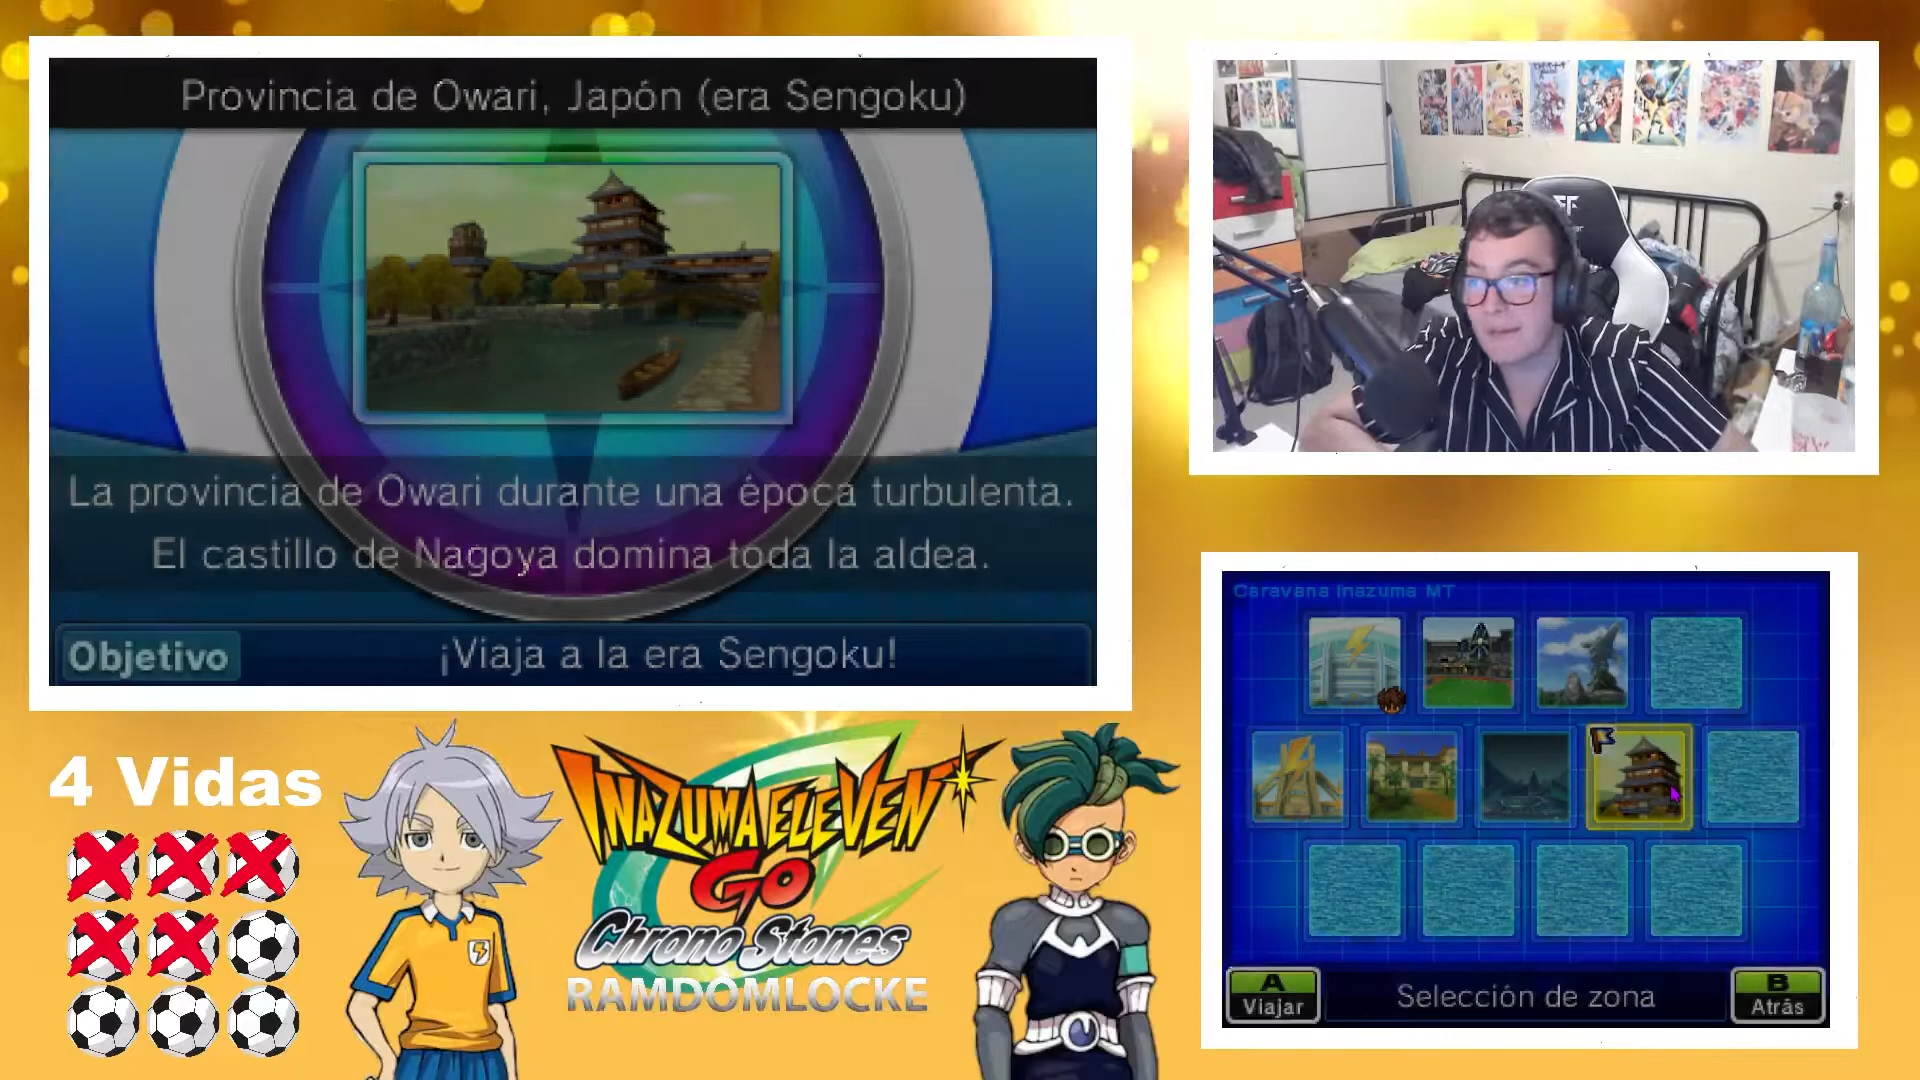 Provincia de Owari, Japón (era Sengoku)
La provincia de Owari durante una época turbulenta.
El castillo de Nagoya domina toda la aldea.
Objetivo
¡Viaja a la era Sengoku!
Caravana Inazuma MT
A
Viajar
Selección de zona
B
Atrás
4 Vidas
INAZUMA ELEVEN
GO
Chrono Stones
RAMDOMLOCKE